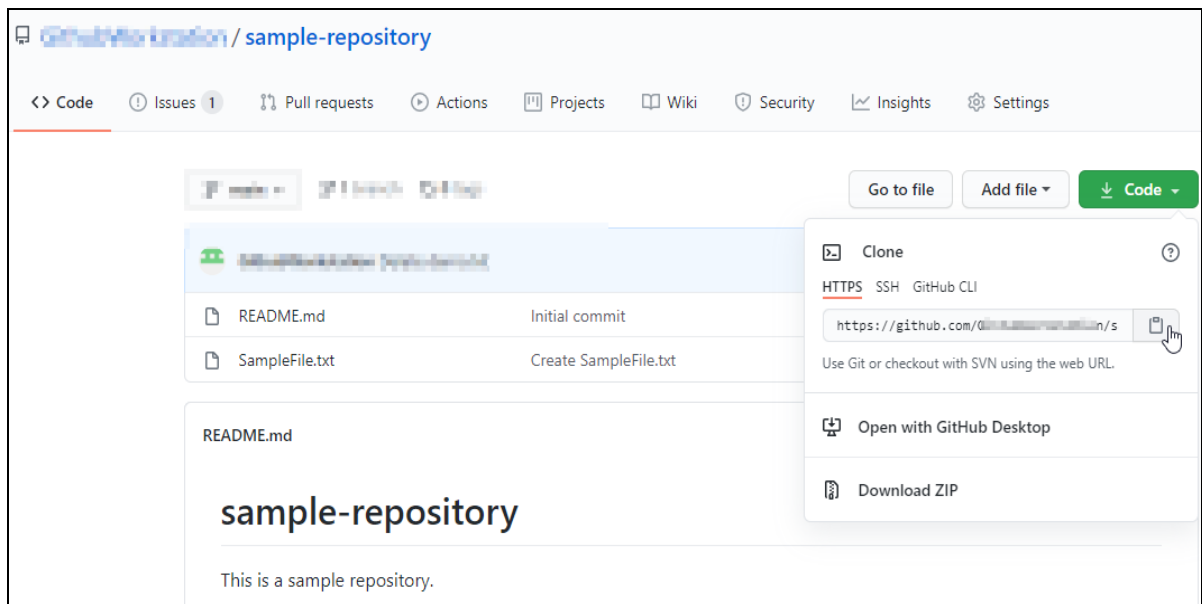 / sample-repository
Code Issues 1 Pull requests Actions Projects Wiki Security Insights Settings
Go to file Add file Code
Clone
HTTPS SSH GitHub CLI
https://github.com/ n/s
Use Git or checkout with SVN using the web URL.
Open with GitHub Desktop
Download ZIP
README.md Initial commit
SampleFile.txt Create SampleFile.txt
README.md
sample-repository
This is a sample repository.